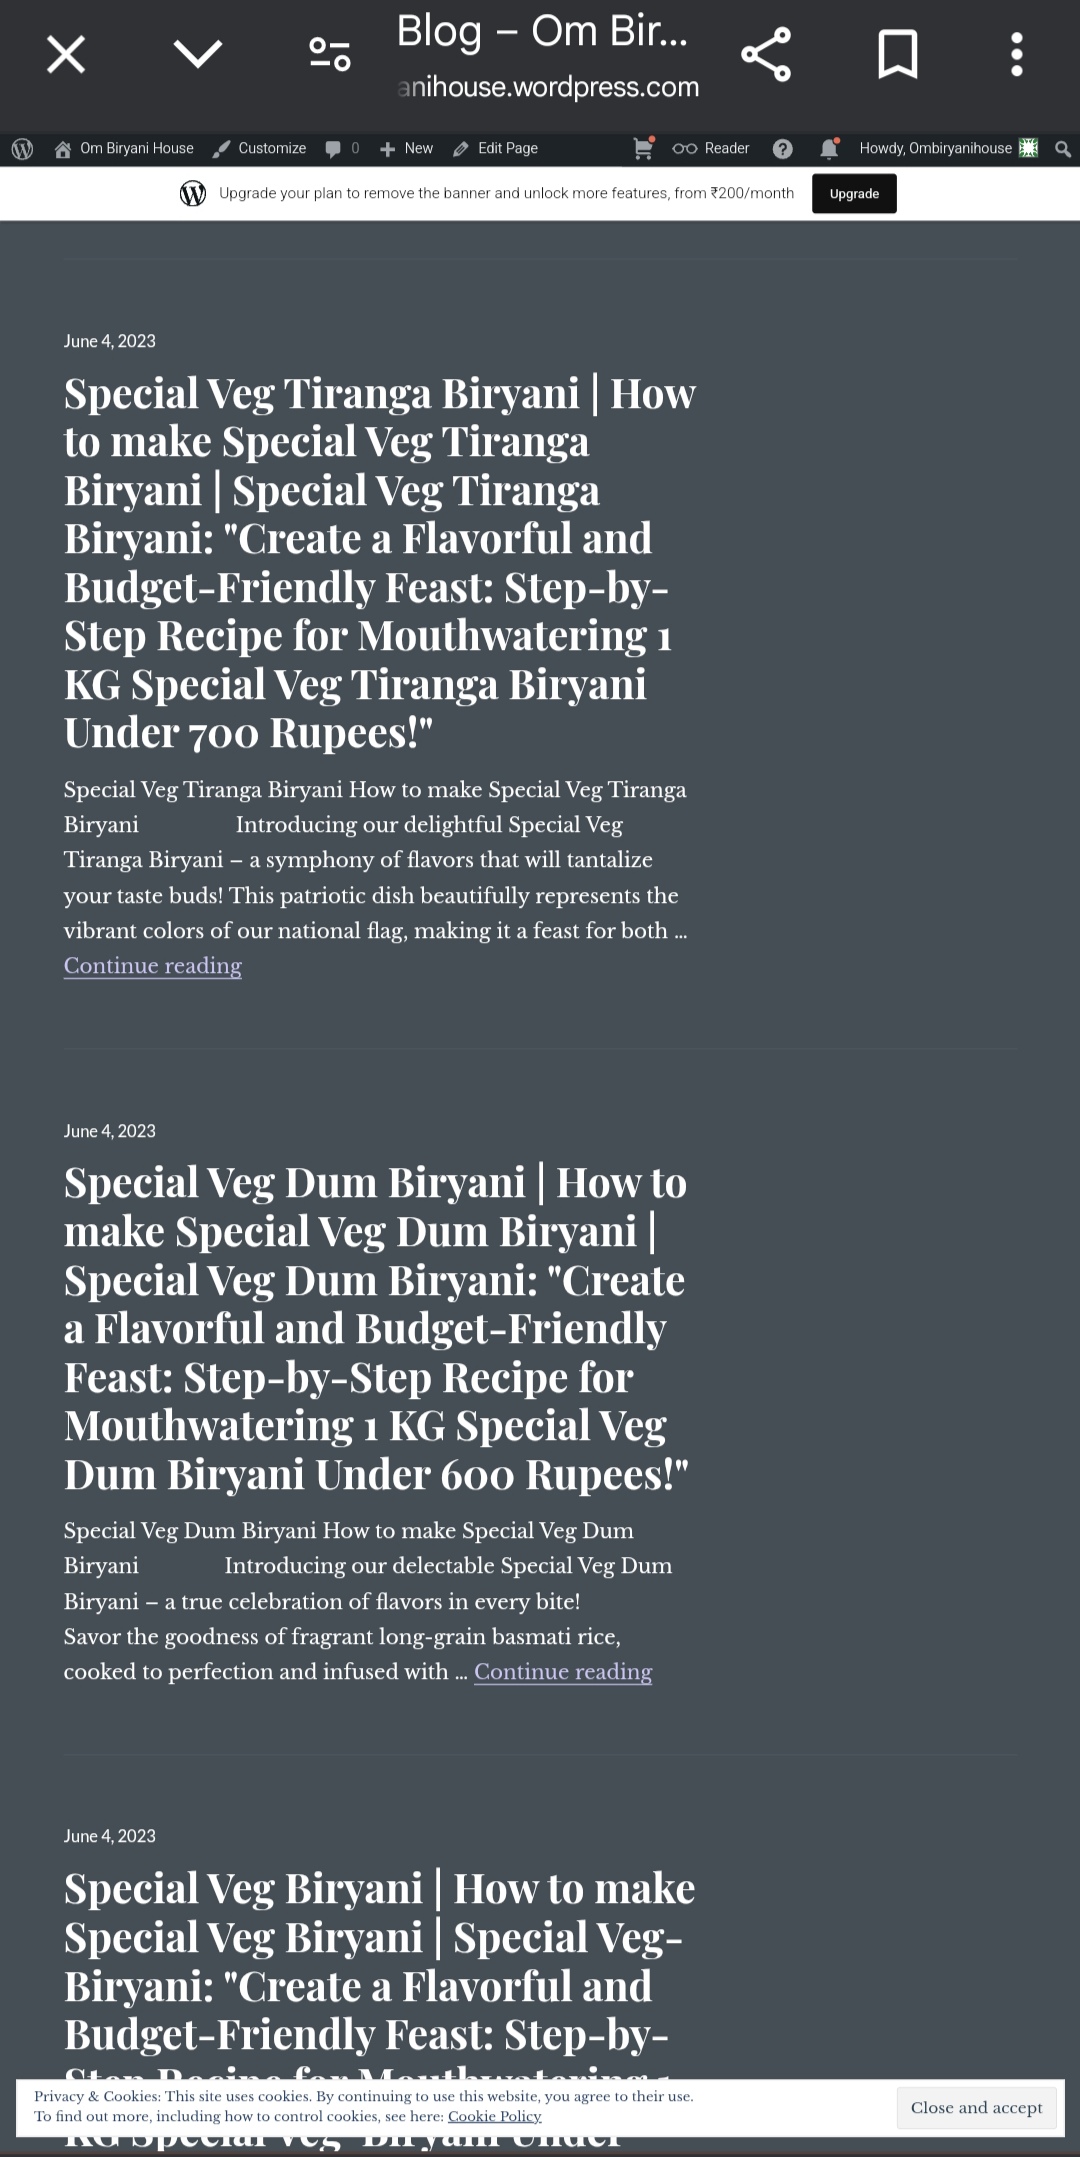 Blog – Om Bir...
anihouse.wordpress.com
Om Biryani House Customize 0 New Edit Page Reader Howdy, Ombiryanihouse
Upgrade your plan to remove the banner and unlock more features, from ₹200/month Upgrade
June 4, 2023
Special Veg Tiranga Biryani | How
to make Special Veg Tiranga
Biryani | Special Veg Tiranga
Biryani: "Create a Flavorful and
Budget-Friendly Feast: Step-by-
Step Recipe for Mouthwatering 1
KG Special Veg Tiranga Biryani
Under 700 Rupees!"
Special Veg Tiranga Biryani How to make Special Veg Tiranga
Biryani Introducing our delightful Special Veg
Tiranga Biryani – a symphony of flavors that will tantalize
your taste buds! This patriotic dish beautifully represents the
vibrant colors of our national flag, making it a feast for both ...
Continue reading
June 4, 2023
Special Veg Dum Biryani | How to
make Special Veg Dum Biryani |
Special Veg Dum Biryani: "Create
a Flavorful and Budget-Friendly
Feast: Step-by-Step Recipe for
Mouthwatering 1 KG Special Veg
Dum Biryani Under 600 Rupees!"
Special Veg Dum Biryani How to make Special Veg Dum
Biryani Introducing our delectable Special Veg Dum
Biryani – a true celebration of flavors in every bite!
Savor the goodness of fragrant long-grain basmati rice,
cooked to perfection and infused with ... Continue reading
June 4, 2023
Special Veg Biryani | How to make
Special Veg Biryani | Special Veg-
Biryani: "Create a Flavorful and
Budget-Friendly Feast: Step-by-
Step Recipe for Mouthwatering 1
Privacy & Cookies: This site uses cookies. By continuing to use this website, you agree to their use.
To find out more, including how to control cookies, see here: Cookie Policy
Close and accept
KG Special Veg Biryani Under